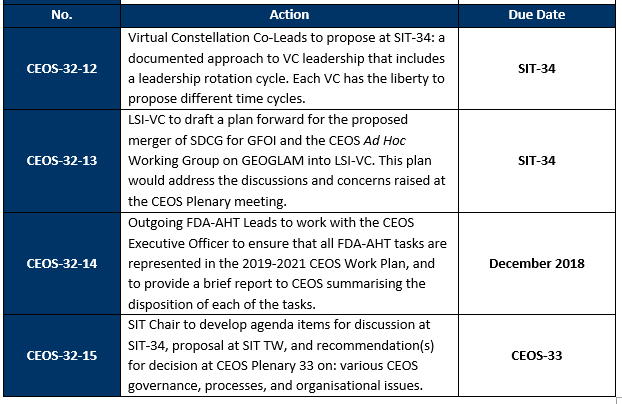 No. Action Due Date
Virtual Constellation Co-Leads to propose at SIT-34: a
documented approach to VC leadership that includes
CEOS-32-12 SIT-34
a leadership rotation cycle. Each VC has the liberty to
propose different time cycles.
LSI-VC to draft a plan forward for the proposed
merger of SDCG for GFOI and the CEOS Ad Hoc
CEOS-32-13 Working Group on GEOGLAM into LSI-VC. This plan SIT-34
would address the discussions and concerns raised at
the CEOS Plenary meeting.
Outgoing FDA-AHT Leads to work with the CEOS
Executive Officer to ensure that all FDA-AHT tasks are
CEOS-32-14 December 2018
represented in the 2019-2021 CEOS Work Plan, and
to provide a brief report to CEOS summarising the
disposition of each of the tasks.
SIT Chair to develop agenda items for discussion at
SIT-34, proposal at SIT TW, and recommendation(s)
CEOS-32-15 CEOS-33
for decision at CEOS Plenary 33 on: various CEOS
governance, processes, and organisational issues.